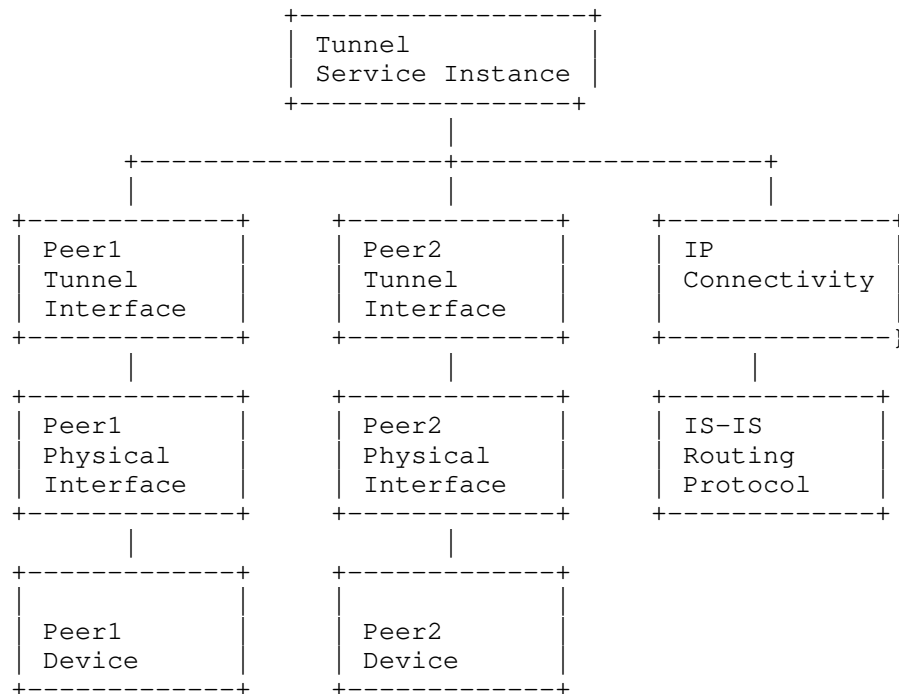 Tunnel
Service Instance
Peer1
Tunnel
Interface
Peer2
Tunnel
Interface
IP
Connectivity
Peer1
Physical
Interface
Peer2
Physical
Interface
IS-IS
Routing
Protocol
Peer1
Device
Peer2
Device